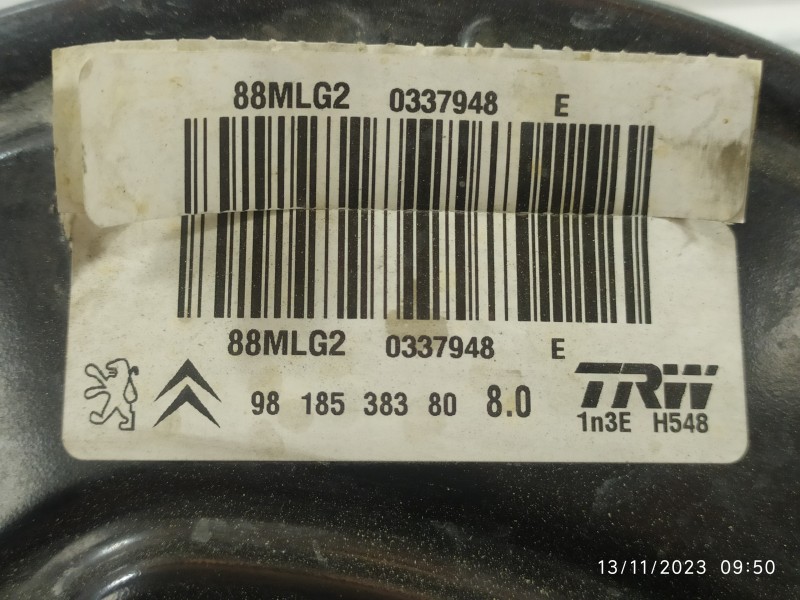 88MLG2 0337948 E
88MLG2 0337948 E
98 185 383 80 8.0
TRW
1n3E H548
13/11/2023 09:50